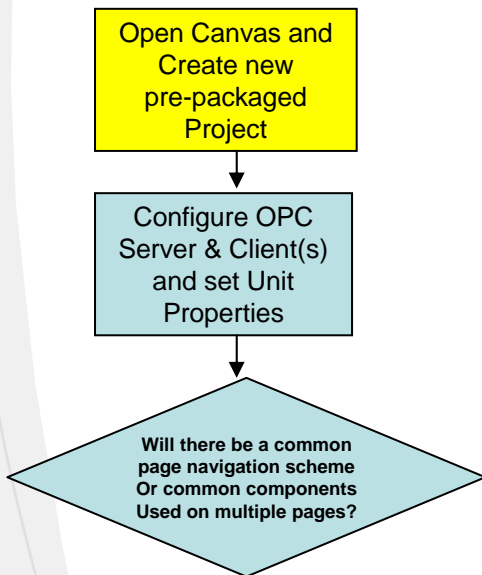 Open Canvas and
Create new
pre-packaged
Project
Configure OPC
Server & Client(s)
and set Unit
Properties
Will there be a common
page navigation scheme
Or common components
Used on multiple pages?